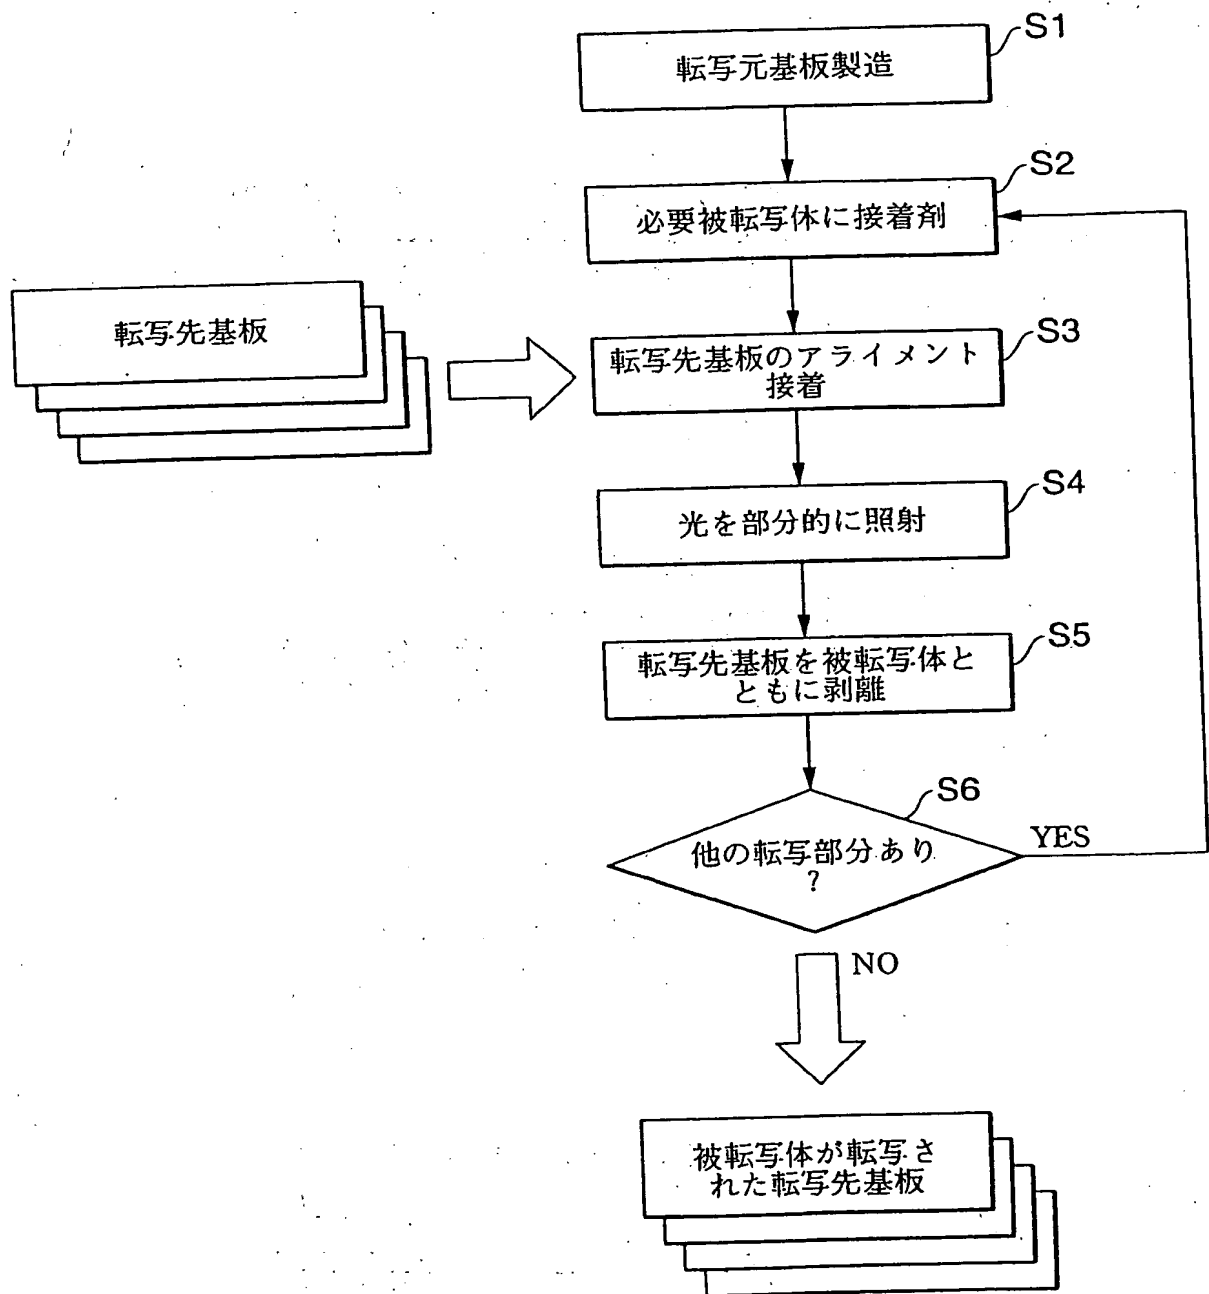 S1
転写元基板製造
S2
必要被転写体に接着剤
転写先基板
S3
転写先基板のアライメント
接着
S4
光を部分的に照射
S5
転写先基板を被転写体と
ともに剥離
S6
他の転写部分あり
?
YES
NO
被転写体が転写さ
れた転写先基板